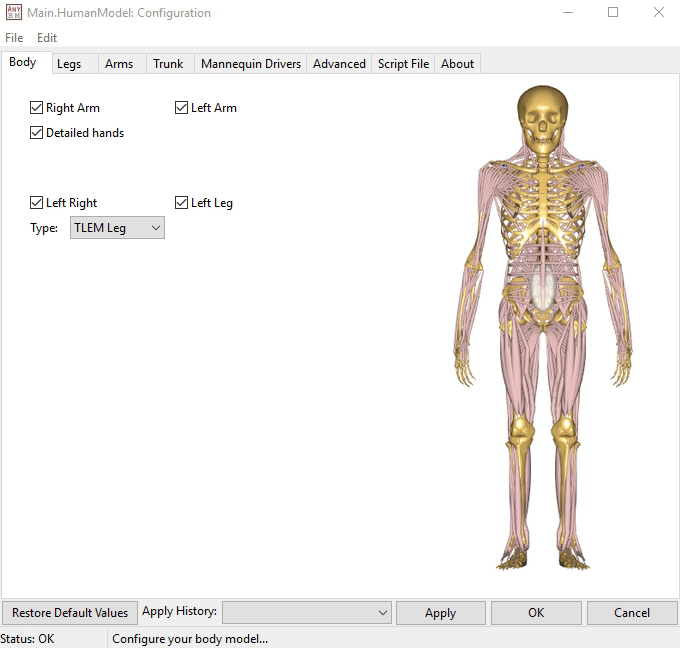 ANY BM Main.HumanModel: Configuration
File Edit
Body Legs Arms Trunk Mannequin Drivers Advanced Script File About
Right Arm Left Arm
Detailed hands
Left Right Left Leg
Type: TLEM Leg
Restore Default Values Apply History: Apply OK Cancel
Status: OK Configure your body model...